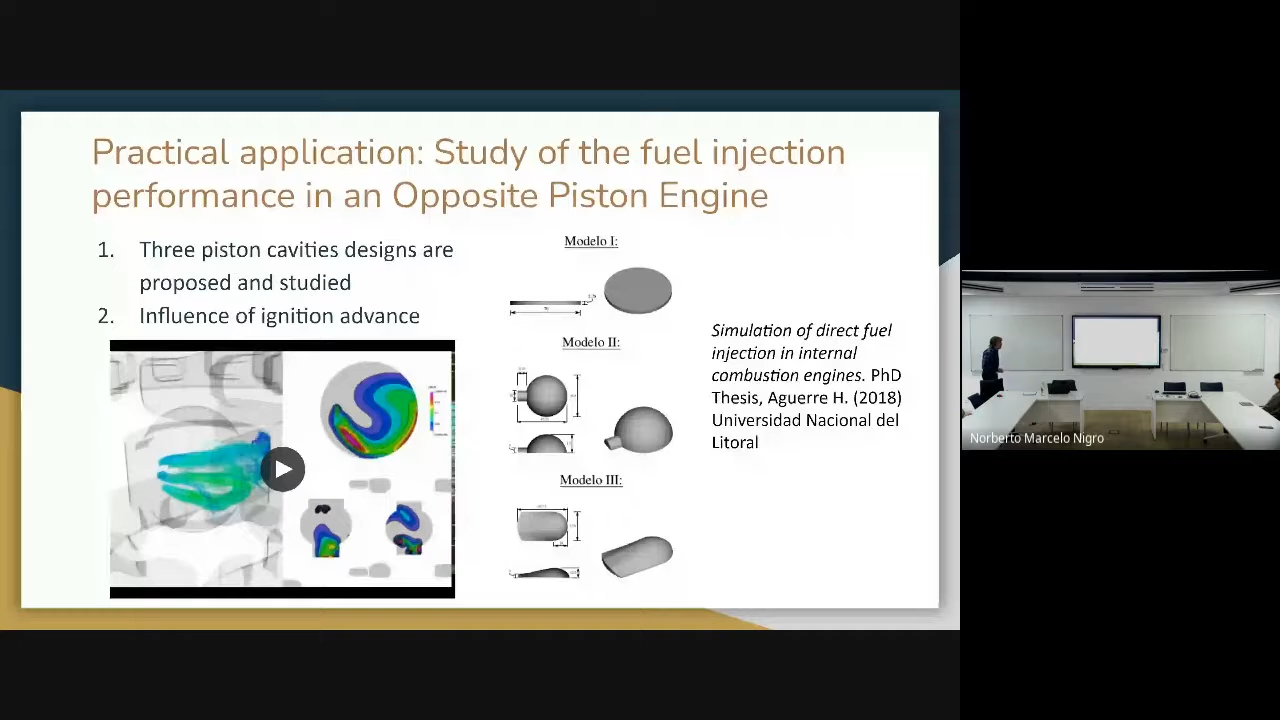 Practical application: Study of the fuel injection
performance in an Opposite Piston Engine
1. Three piston cavities designs are
proposed and studied
2. Influence of ignition advance
Modelo I:
Modelo II:
Modelo III:
Simulation of direct fuel
injection in internal
combustion engines. PhD
Thesis, Aguerre H. (2018)
Universidad Nacional del
Litoral
Norberto Marcelo Nigro